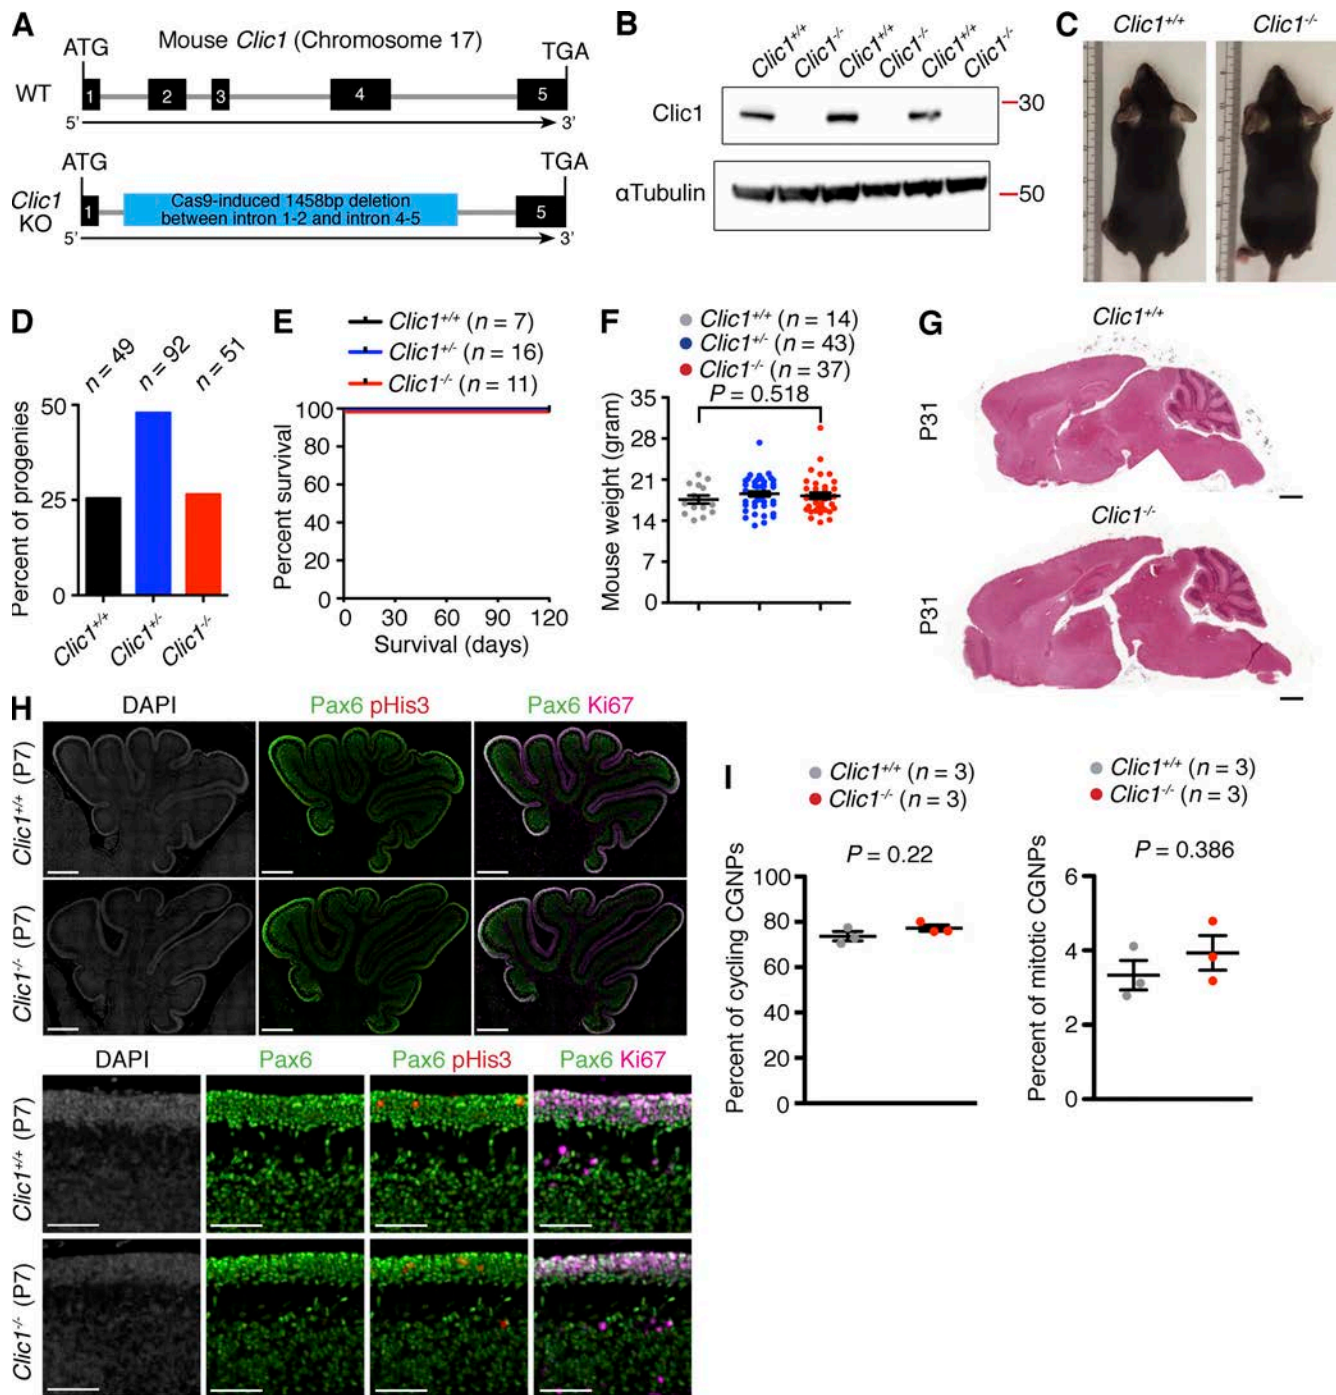 A
Mouse Clic1 (Chromosome 17)
ATG
TGA
WT
1 2 3 4 5
5' 3'
ATG
TGA
Clic1 KO
1
Cas9-induced 1458bp deletion
between intron 1-2 and intron 4-5
5
5' 3'
B
Clic1+/+ Clic1-/- Clic1+/+ Clic1-/- Clic1+/+ Clic1-/-
Clic1
30
αTubulin
50
C
Clic1+/+ Clic1-/-
D
n = 49 n = 92 n = 51
Percent of progenies
50
25
0
Clic1+/+ Clic1+/- Clic1-/-
E
Clic1+/+ (n = 7)
Clic1+/- (n = 16)
Clic1-/- (n = 11)
Percent survival
100
80
60
40
20
0
0 30 60 90 120
Survival (days)
F
Clic1+/+ (n = 14)
Clic1+/- (n = 43)
Clic1-/- (n = 37)
P = 0.518
Mouse weight (gram)
35
28
21
14
7
0
G
Clic1+/+
P31
Clic1-/-
P31
H
DAPI Pax6 pHis3 Pax6 Ki67
Clic1+/+ (P7)
Clic1-/- (P7)
DAPI Pax6 Pax6 pHis3 Pax6 Ki67
Clic1+/+ (P7)
Clic1-/- (P7)
I
Clic1+/+ (n = 3)
Clic1-/- (n = 3)
P = 0.22
Percent of cycling CGNPs
100
80
60
40
20
0
Clic1+/+ (n = 3)
Clic1-/- (n = 3)
P = 0.386
Percent of mitotic CGNPs
6
4
2
0